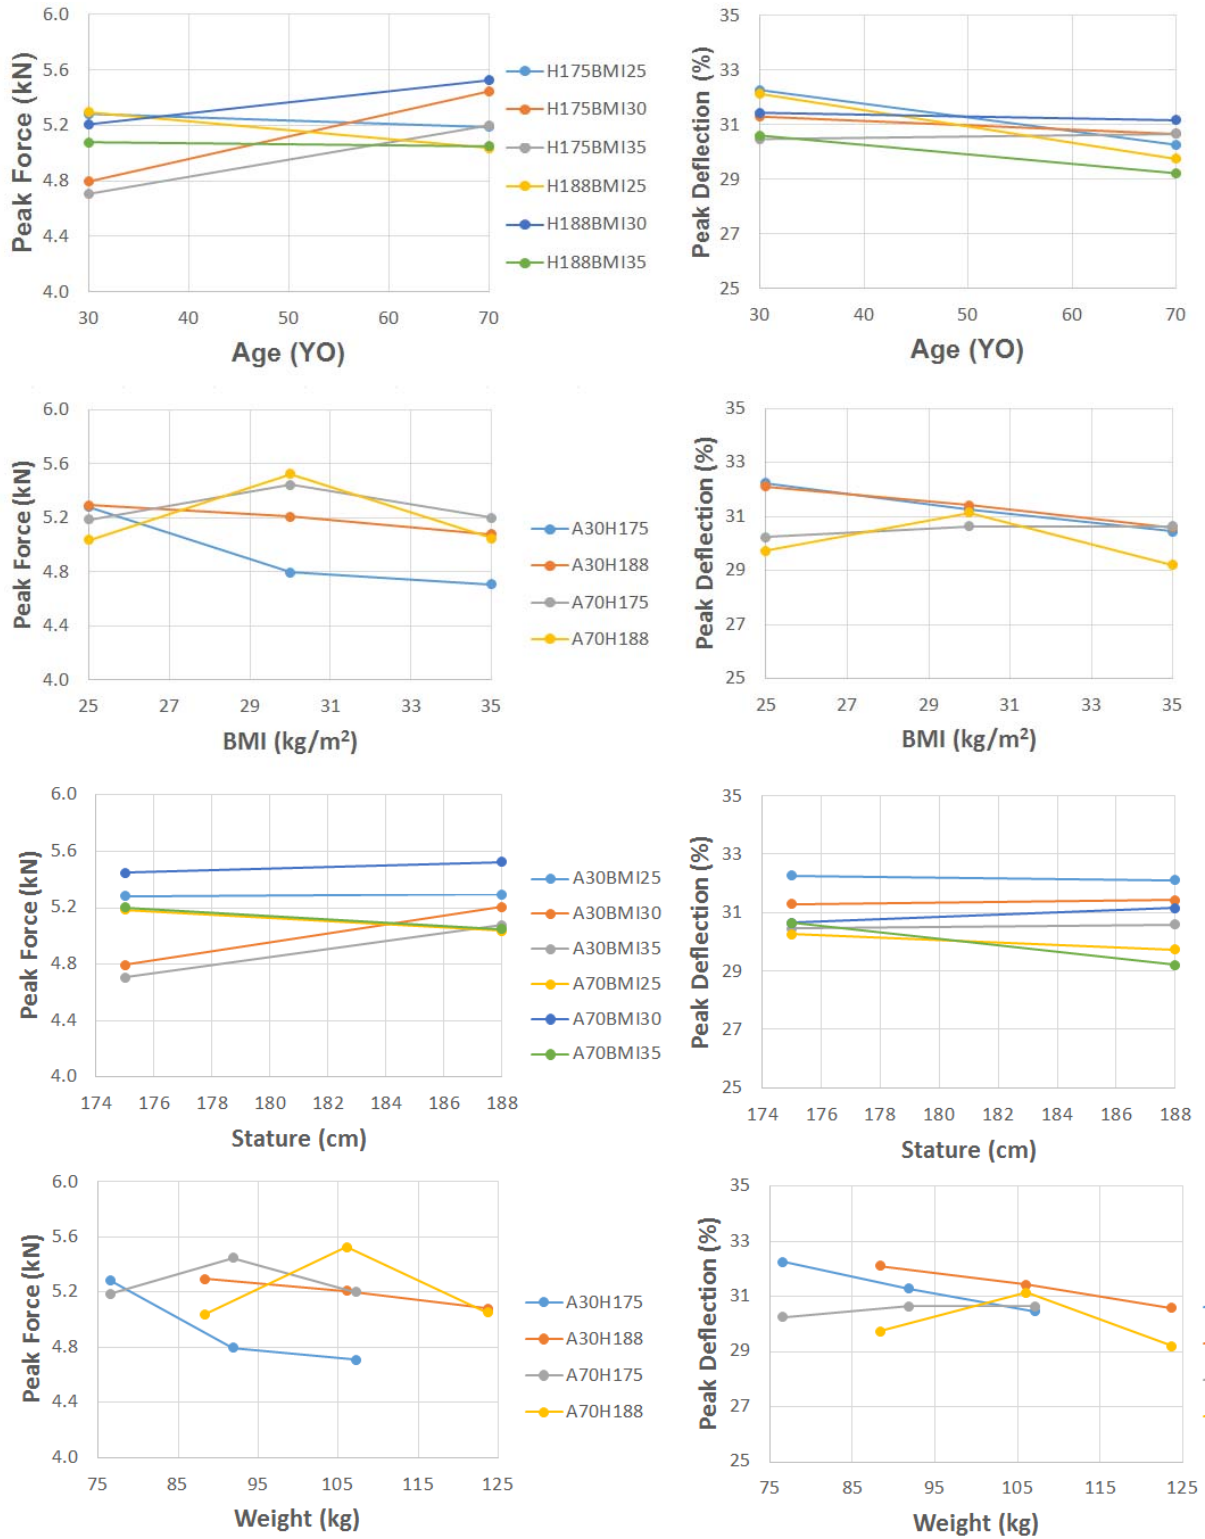 Peak Force (kN)
6.0
5.6
5.2
4.8
4.4
4.0
30 40 50 60 70
Age (YO)
H175BMI25
H175BMI30
H175BMI35
H188BMI25
H188BMI30
H188BMI35
Peak Deflection (%)
35
33
31
29
27
25
30 40 50 60 70
Age (YO)
Peak Force (kN)
6.0
5.6
5.2
4.8
4.4
4.0
25 27 29 31 33 35
BMI (kg/m²)
A30H175
A30H188
A70H175
A70H188
Peak Deflection (%)
35
33
31
29
27
25
25 27 29 31 33 35
BMI (kg/m²)
Peak Force (kN)
6.0
5.6
5.2
4.8
4.4
4.0
174 176 178 180 182 184 186 188
Stature (cm)
A30BMI25
A30BMI30
A30BMI35
A70BMI25
A70BMI30
A70BMI35
Peak Deflection (%)
35
33
31
29
27
25
174 176 178 180 182 184 186 188
Stature (cm)
Peak Force (kN)
6.0
5.6
5.2
4.8
4.4
4.0
75 85 95 105 115 125
Weight (kg)
A30H175
A30H188
A70H175
A70H188
Peak Deflection (%)
35
33
31
29
27
25
75 85 95 105 115 125
Weight (kg)